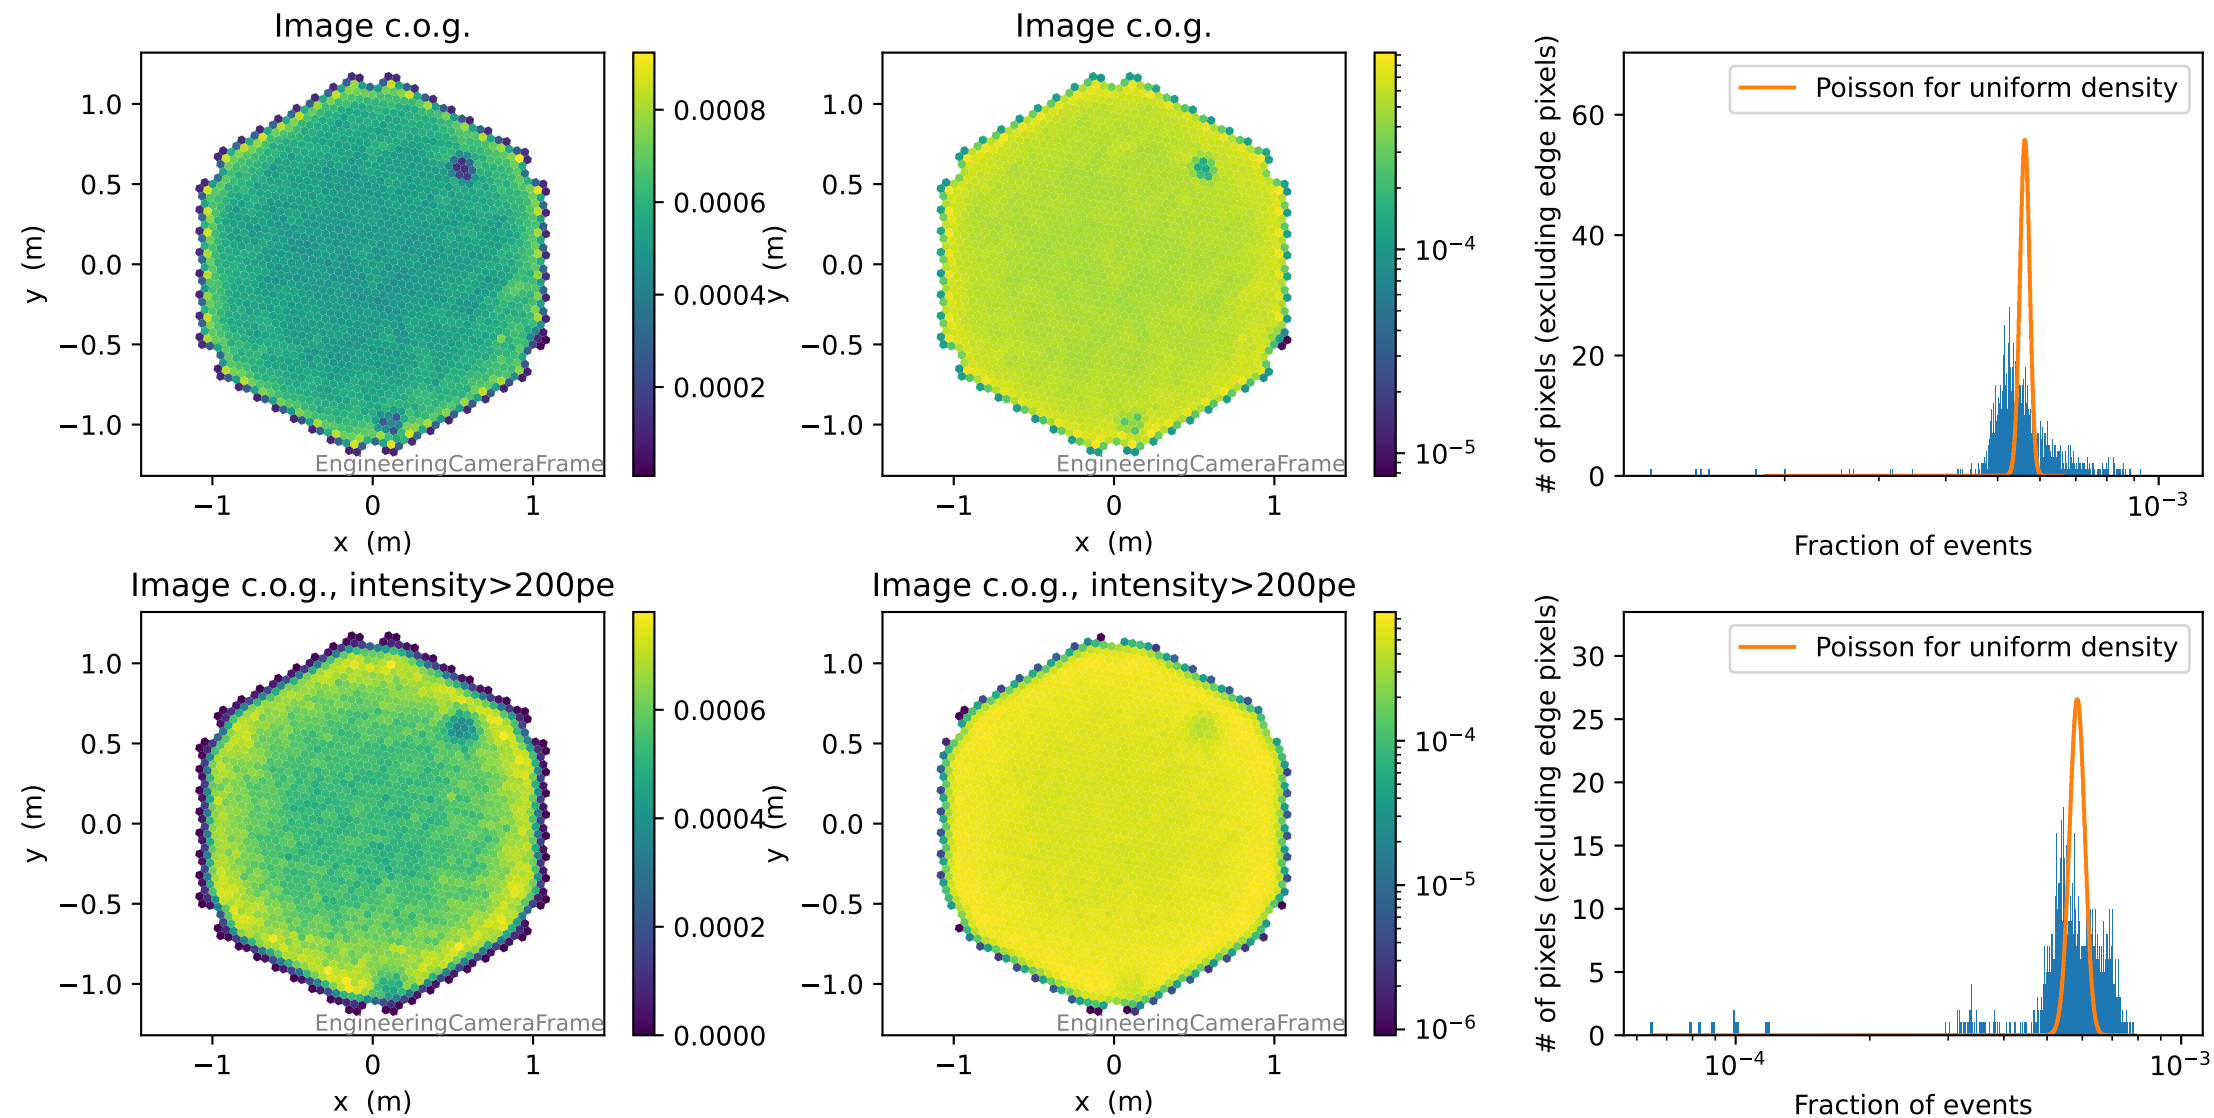 Image c.o.g.
1.0
0.5
0.0
−0.5
−1.0
y (m)
−1
0
1
x (m)
EngineeringCameraFrame
0.0008
0.0006
0.0004
0.0002
Image c.o.g.
1.0
0.5
0.0
−0.5
−1.0
y (m)
−1
0
1
x (m)
EngineeringCameraFrame
10⁻⁴
10⁻⁵
# of pixels (excluding edge pixels)
60
40
20
0
Poisson for uniform density
10⁻³
Fraction of events
Image c.o.g., intensity>200pe
1.0
0.5
0.0
−0.5
−1.0
y (m)
−1
0
1
x (m)
EngineeringCameraFrame
0.0006
0.0004
0.0002
0.0000
Image c.o.g., intensity>200pe
1.0
0.5
0.0
−0.5
−1.0
y (m)
−1
0
1
x (m)
EngineeringCameraFrame
10⁻⁴
10⁻⁵
10⁻⁶
# of pixels (excluding edge pixels)
30
25
20
15
10
5
0
Poisson for uniform density
10⁻⁴
10⁻³
Fraction of events